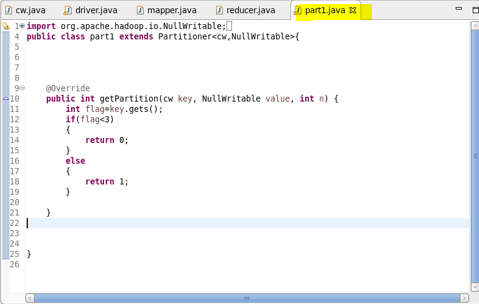 cw.java driver.java mapper.java reducer.java part1.java
1 import org.apache.hadoop.io.NullWritable;
4 public class part1 extends Partitioner<cw,NullWritable>{
5
6
7
8
9 @Override
10 public int getPartition(cw key, NullWritable value, int n) {
11 int flag=key.gets();
12 if(flag<3)
13 {
14 return 0;
15 }
16 else
17 {
18 return 1;
19 }
20
21 }
22
23
24
25 }
26